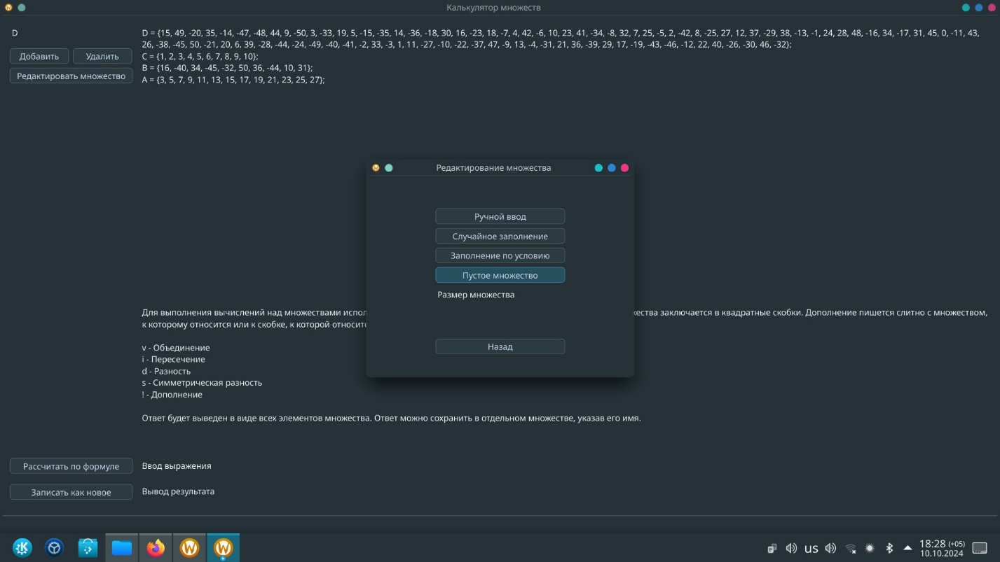 Калькулятор множеств
D
D = {15, 49, -20, 35, -14, -47, -48, 44, 9, -50, 3, -33, 19, 5, -15, -35, 14, -36, -18, 30, 16, -23, 18, -7, 4, 42, -6, 10, 23, 41, -34, -8, 32, 7, 25, -5, 2, -42, 8, -25, 27, 12, 37, -29, 38, -13, -1, 24, 28, 48, -16, 34, -17, 31, 45, 0, -11, 43,
26, -38, -45, 50, -21, 20, 6, 39, -28, -44, -24, -49, -40, -41, -2, 33, -3, 1, 11, -27, -10, -22, -37, 47, -9, 13, -4, -31, 21, 36, -39, 29, 17, -19, -43, -46, -12, 22, 40, -26, -30, 46, -32};
Добавить
Удалить
C = {1, 2, 3, 4, 5, 6, 7, 8, 9, 10};
B = {16, -40, 34, -45, -32, 50, 36, -44, 10, 31};
Редактировать множество
A = {3, 5, 7, 9, 11, 13, 15, 17, 19, 21, 23, 25, 27};
Редактирование множества
Ручной ввод
Случайное заполнение
Заполнение по условию
Пустое множество
Размер множества
Назад
Для выполнения вычислений над множествами испол
жества заключается в квадратные скобки. Дополнение пишется слитно с множеством,
к которому относится или к скобке, к которой относитс
v - Объединение
i - Пересечение
d - Разность
s - Симметрическая разность
! - Дополнение
Ответ будет выведен в виде всех элементов множества. Ответ можно сохранить в отдельном множестве, указав его имя.
Рассчитать по формуле
Ввод выражения
Записать как новое
Вывод результата
us
18:28 (+05)
10.10.2024